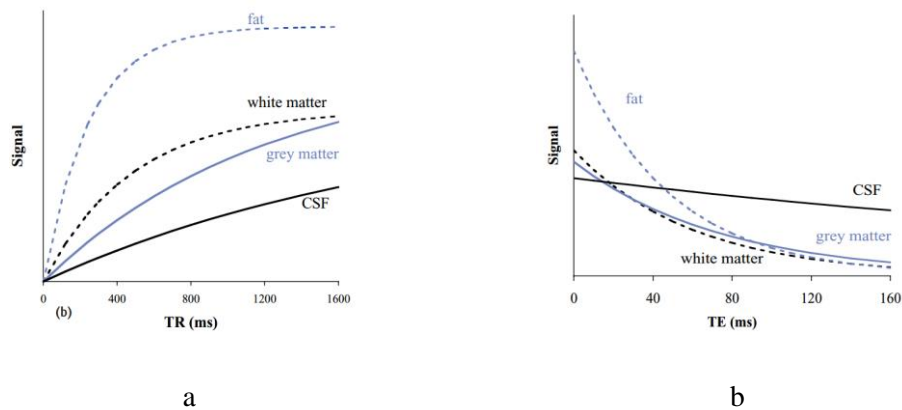 fat
white matter
grey matter
CSF
Signal
0 400 800 1200 1600
(b)
TR (ms)
a
fat
CSF
grey matter
white matter
Signal
0 40 80 120 160
TE (ms)
b